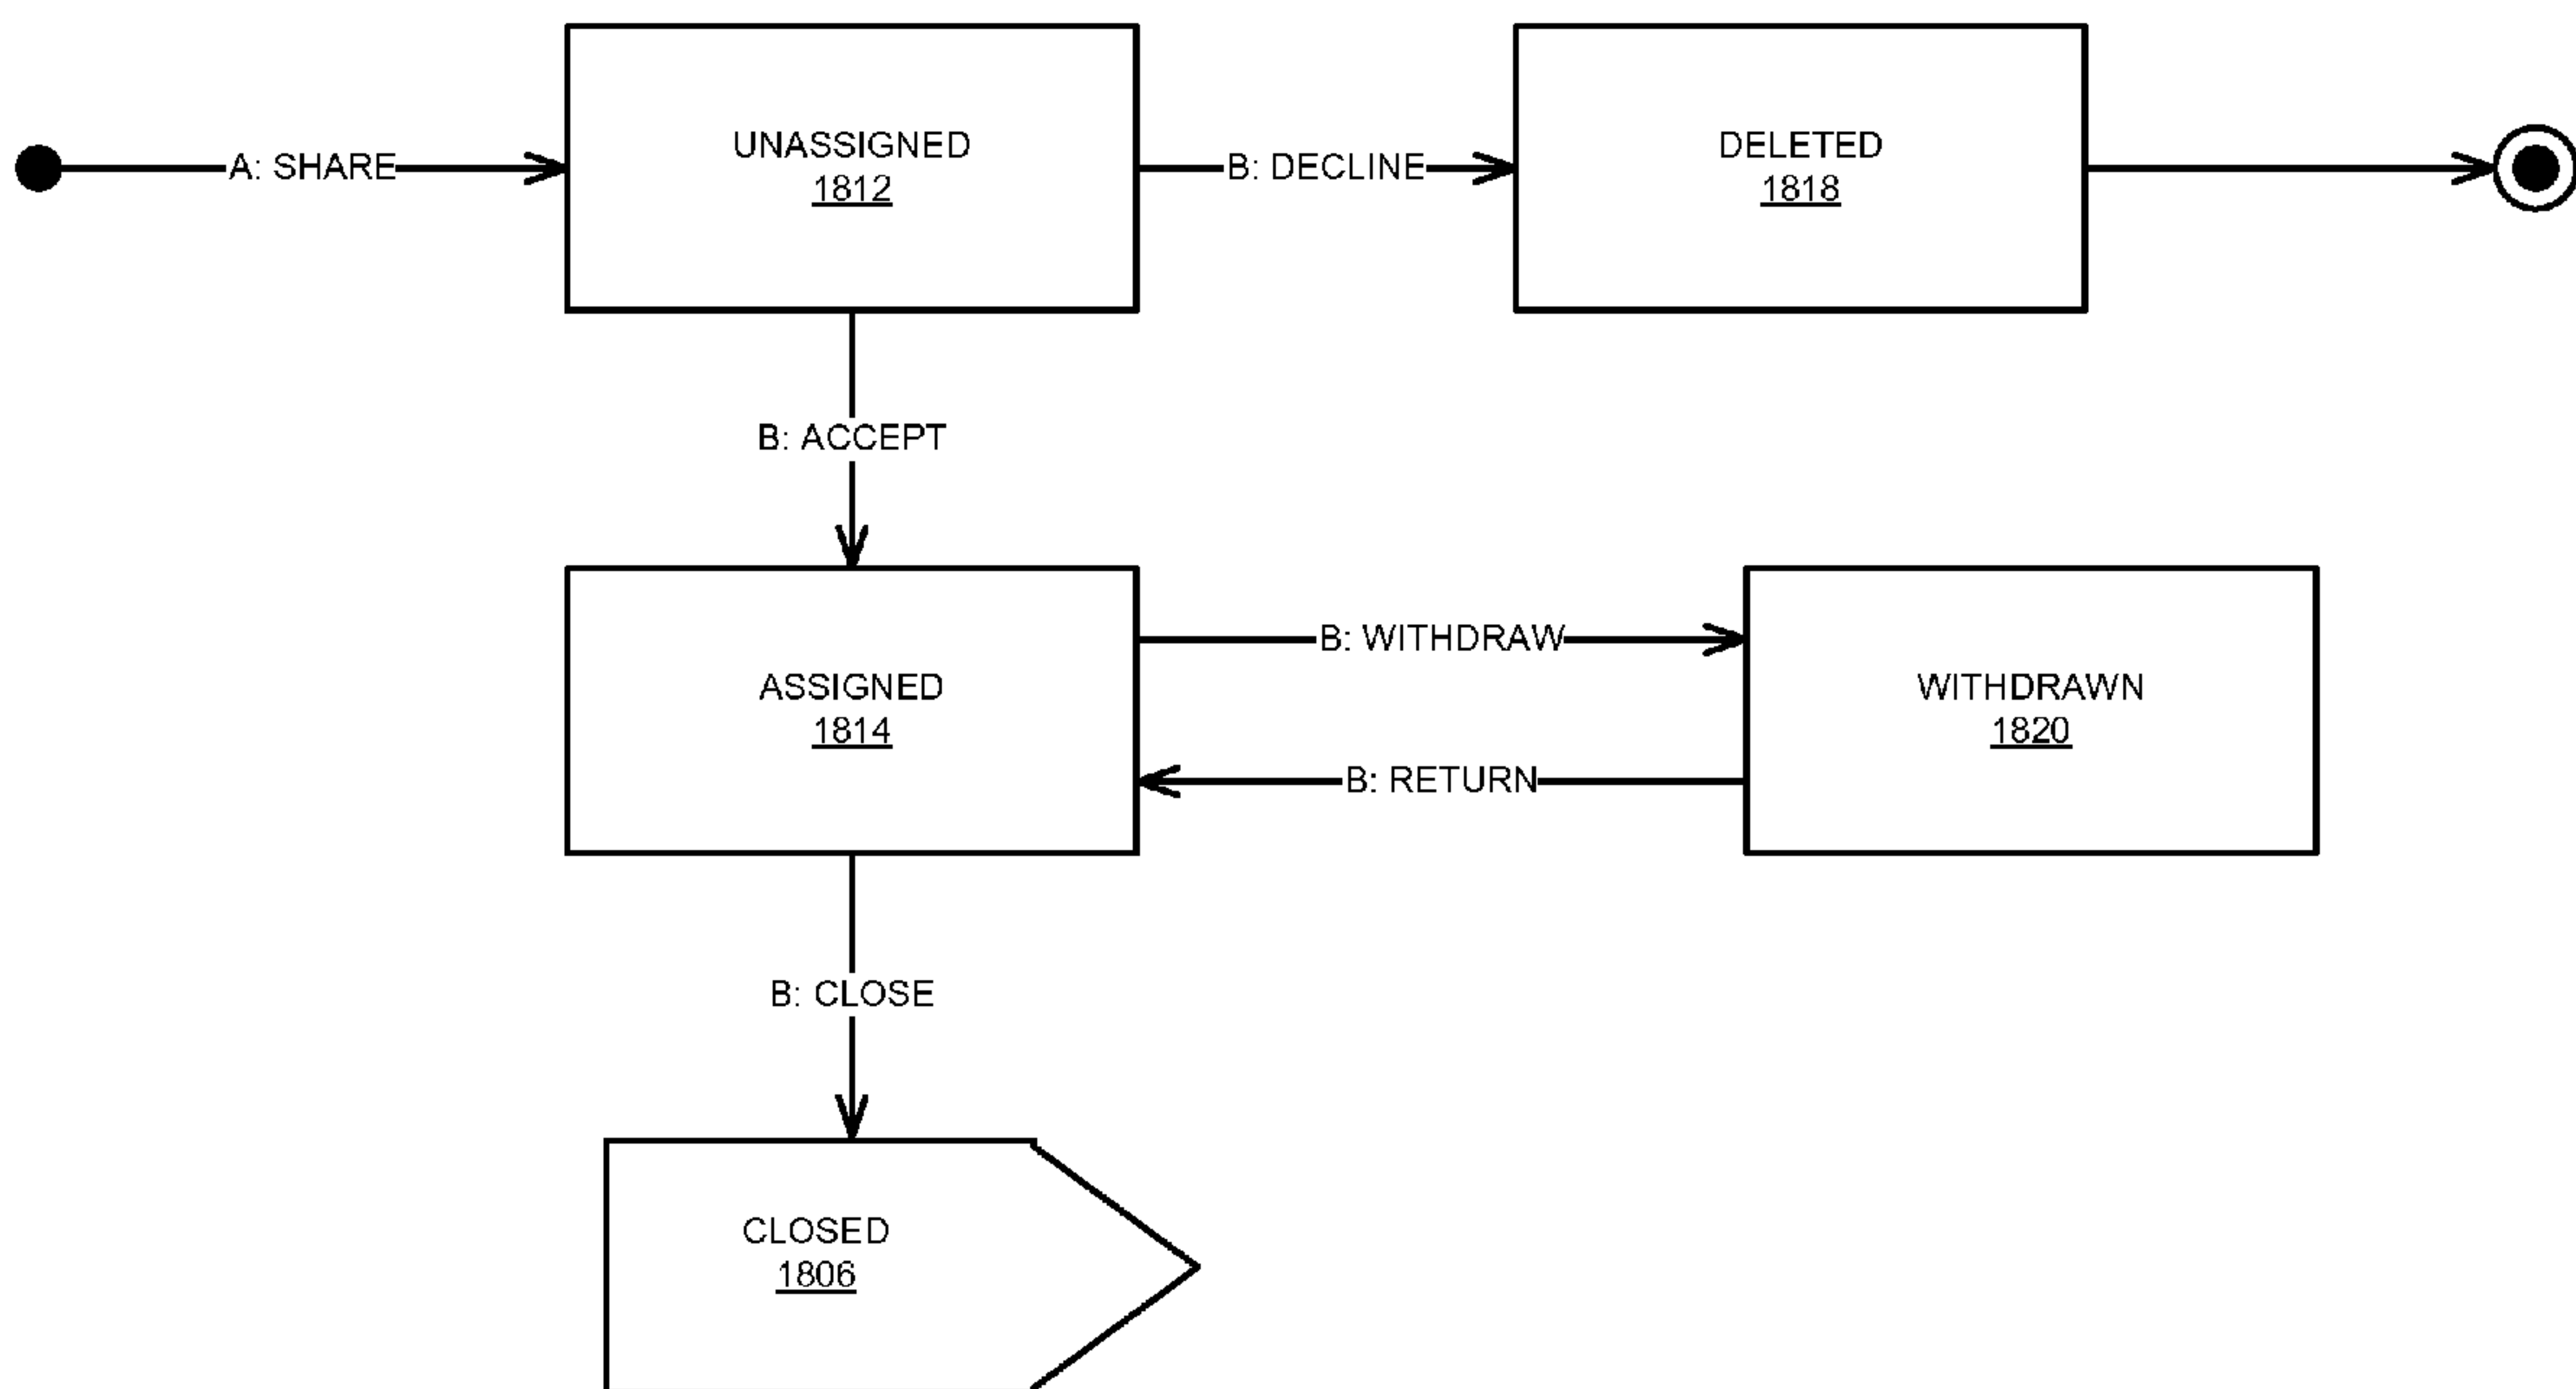 A: SHARE
UNASSIGNED
1812
B: DECLINE
DELETED
1818
B: ACCEPT
ASSIGNED
1814
B: WITHDRAW
B: RETURN
WITHDRAWN
1820
B: CLOSE
CLOSED
1806